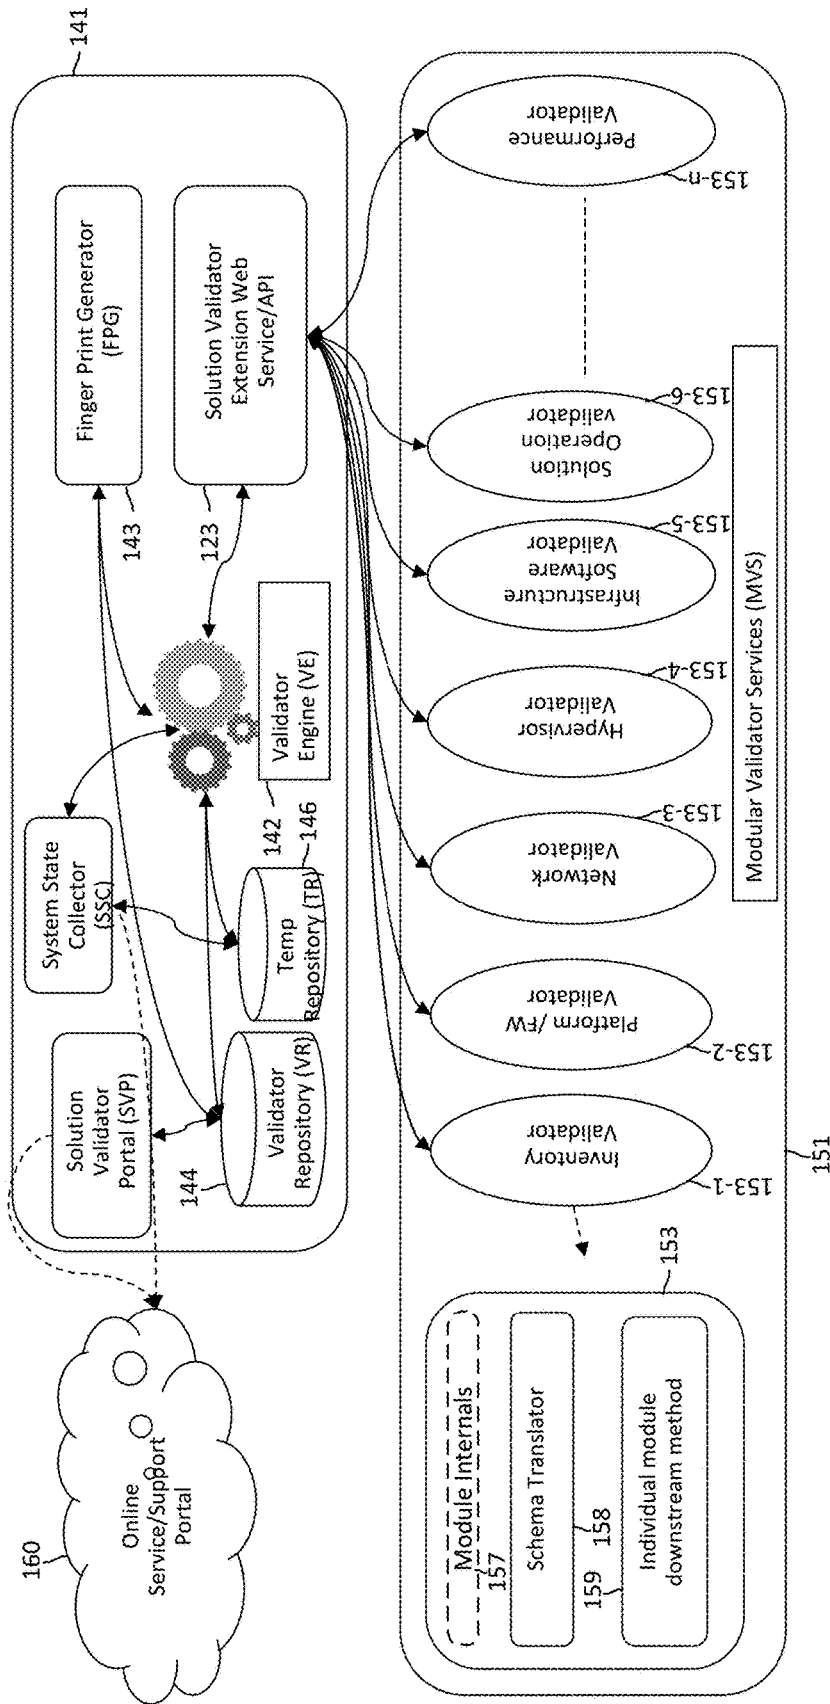 141
Finger Print Generator
(FPG)
143
Solution Validator
Extension Web
Service/API
123
Validator
Engine (VE)
142
System State
Collector
(SSC)
Temp
Repository (TR)
146
Solution
Validator
Portal (SVP)
Validator
Repository (VR)
144
Online
Service/Support
Portal
160
Performance
Validator
153-n
Solution
Operation
validator
153-6
Infrastructure
Software
Validator
153-5
Hypervisor
Validator
153-4
Network
Validator
153-3
Platform/FW
Validator
153-2
Inventory
Validator
153-1
Modular Validator Services (MVS)
151
153
Module Internals
157
Schema Translator
158
Individual module
downstream method
159